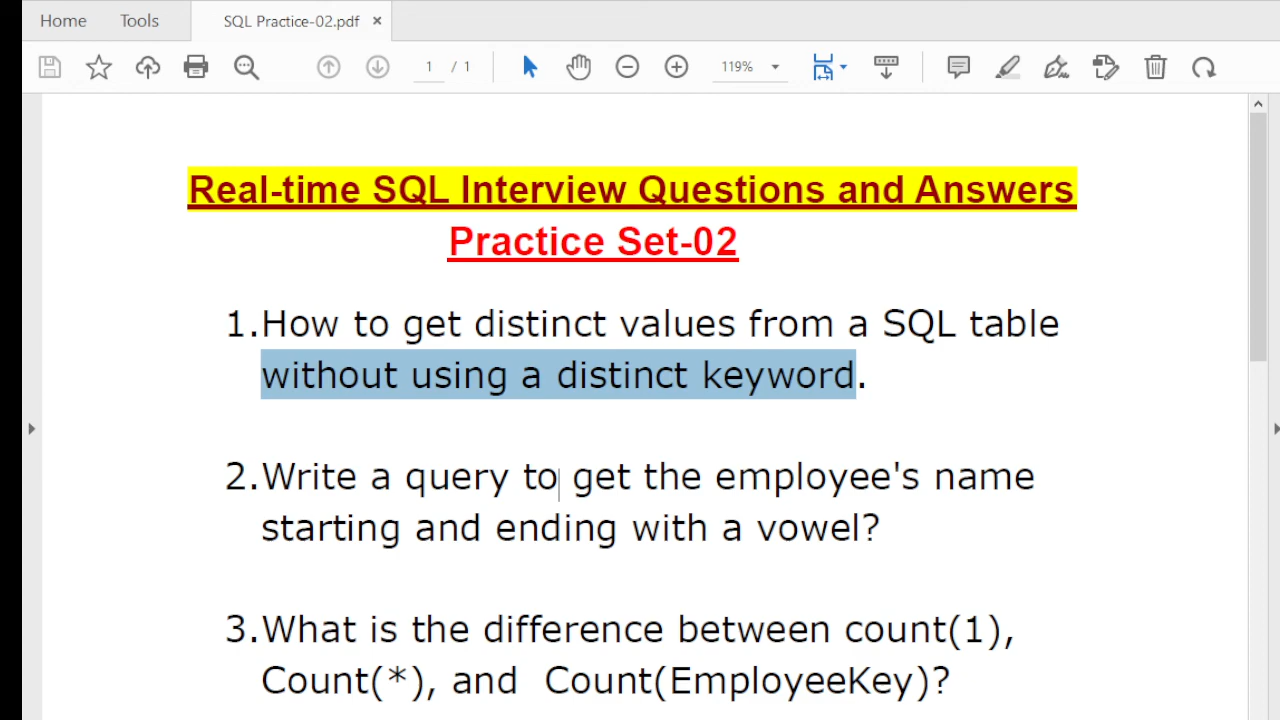 Home Tools SQL Practice-02.pdf ×
1 / 1 119%
Real-time SQL Interview Questions and Answers
Practice Set-02
1.How to get distinct values from a SQL table
without using a distinct keyword.
2.Write a query to get the employee's name
starting and ending with a vowel?
3.What is the difference between count(1),
Count(*), and Count(EmployeeKey)?